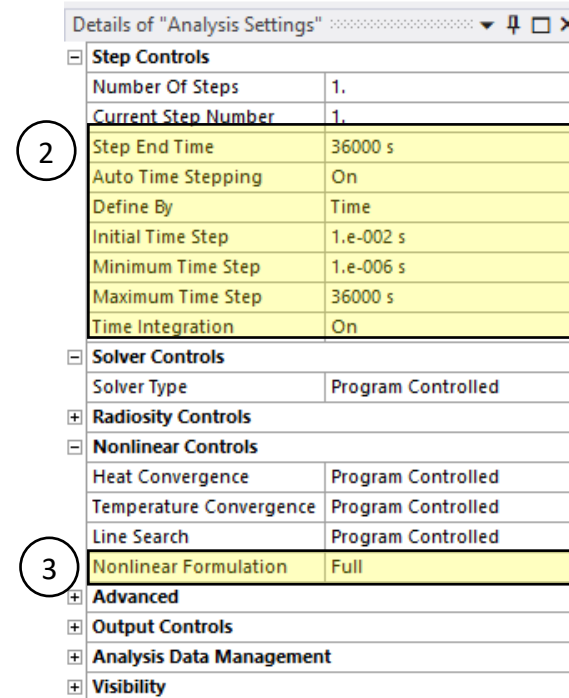 Details of "Analysis Settings"
Step Controls
Number Of Steps 1.
Current Step Number 1.
2
Step End Time 36000 s
Auto Time Stepping On
Define By Time
Initial Time Step 1.e-002 s
Minimum Time Step 1.e-006 s
Maximum Time Step 36000 s
Time Integration On
Solver Controls
Solver Type Program Controlled
Radiosity Controls
Nonlinear Controls
Heat Convergence Program Controlled
Temperature Convergence Program Controlled
Line Search Program Controlled
3 Nonlinear Formulation Full
Advanced
Output Controls
Analysis Data Management
Visibility